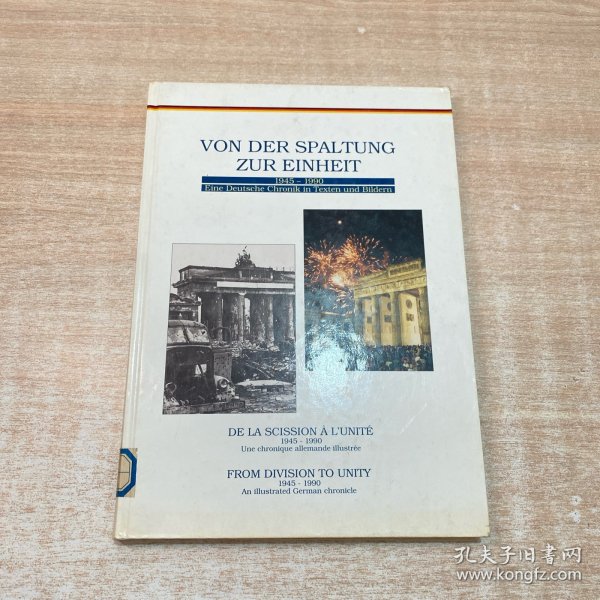 VON DER SPALTUNG
ZUR EINHEIT
1945 - 1990
Eine Deutsche Chronik in Texten und Bildern
DE LA SCISSION À L'UNITÉ
1945 - 1990
Une chronique allemande illustrée
FROM DIVISION TO UNITY
1945 - 1990
An illustrated German chronicle
孔夫子旧书网
www.kongfz.com